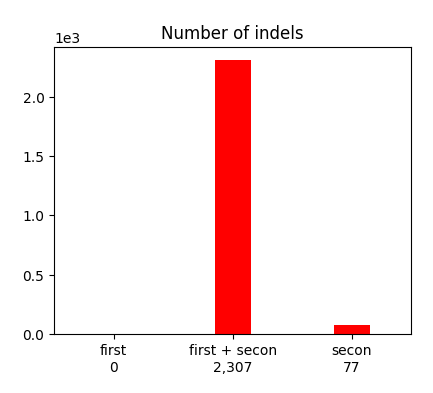 Number of indels
1e3
2.0
1.5
1.0
0.5
0.0
first first + secon secon
0 2,307 77